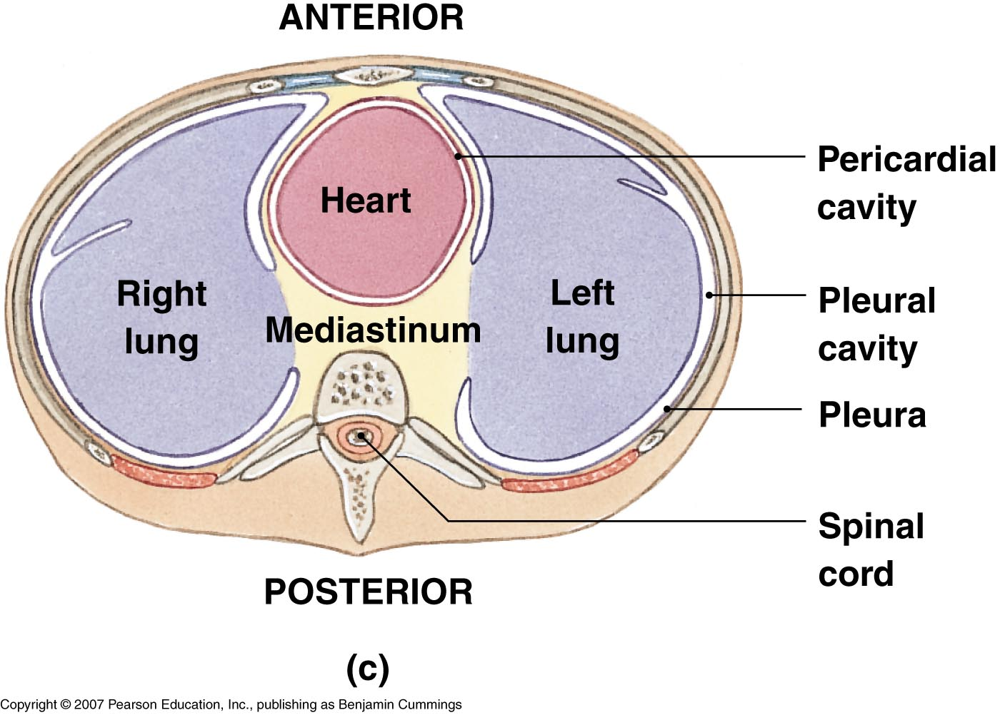 ANTERIOR
Pericardial
cavity
Heart
Right
lung
Left
lung
Mediastinum
Pleural
cavity
Pleura
Spinal
cord
POSTERIOR
(c)
Copyright © 2007 Pearson Education, Inc., publishing as Benjamin Cummings